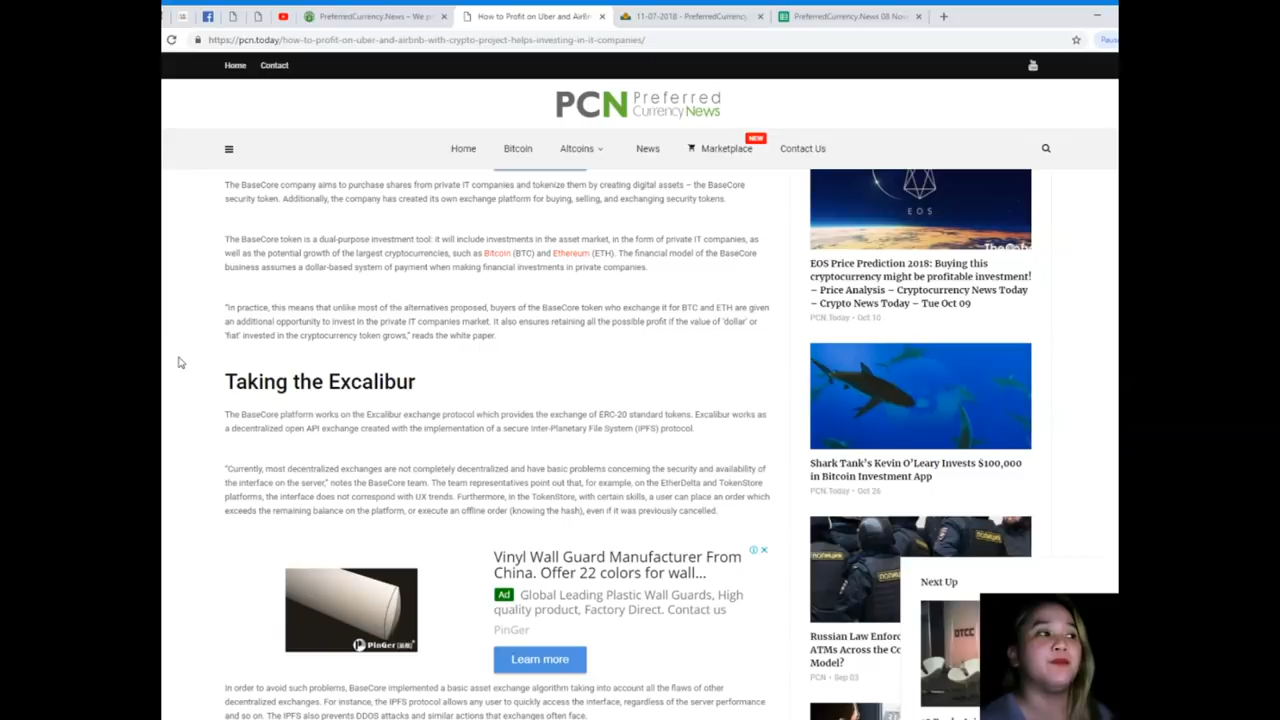 PreferredCurrency.News – We pr
How to Profit on Uber and AirBn
11-07-2018 - PreferredCurrency
PreferredCurrency.News 08 Nov
https://pcn.today/how-to-profit-on-uber-and-airbnb-with-crypto-project-helps-investing-in-it-companies/
Paus
Home Contact
PCN Preferred
CurrencyNews
NEW
Home Bitcoin Altcoins News Marketplace Contact Us
The BaseCore company aims to purchase shares from private IT companies and tokenize them by creating digital assets – the BaseCore
security token. Additionally, the company has created its own exchange platform for buying, selling, and exchanging security tokens.
The BaseCore token is a dual-purpose investment tool: it will include investments in the asset market, in the form of private IT companies, as
well as the potential growth of the largest cryptocurrencies, such as Bitcoin (BTC) and Ethereum (ETH). The financial model of the BaseCore
business assumes a dollar-based system of payment when making financial investments in private companies.
"In practice, this means that unlike most of the alternatives proposed, buyers of the BaseCore token who exchange it for BTC and ETH are given
an additional opportunity to invest in the private IT companies market. It also ensures retaining all the possible profit if the value of 'dollar' or
'fiat' invested in the cryptocurrency token grows," reads the white paper.
Taking the Excalibur
The BaseCore platform works on the Excalibur exchange protocol which provides the exchange of ERC-20 standard tokens. Excalibur works as
a decentralized open API exchange created with the implementation of a secure Inter-Planetary File System (IPFS) protocol.
"Currently, most decentralized exchanges are not completely decentralized and have basic problems concerning the security and availability of
the interface on the server," notes the BaseCore team. The team representatives point out that, for example, on the EtherDelta and TokenStore
platforms, the interface does not correspond with UX trends. Furthermore, in the TokenStore, with certain skills, a user can place an order which
exceeds the remaining balance on the platform, or execute an offline order (knowing the hash), even if it was previously cancelled.
Vinyl Wall Guard Manufacturer From
China. Offer 22 colors for wall...
Ad Global Leading Plastic Wall Guards, High
quality product, Factory Direct. Contact us
PinGer
Learn more
PinGer
In order to avoid such problems, BaseCore implemented a basic asset exchange algorithm taking into account all the flaws of other
decentralized exchanges. For instance, the IPFS protocol allows any user to quickly access the interface, regardless of the server performance
and so on. The IPFS also prevents DDOS attacks and similar actions that exchanges often face.
EOS
EOS Price Prediction 2018: Buying this
cryptocurrency might be profitable investment!
– Price Analysis – Cryptocurrency News Today
– Crypto News Today – Tue Oct 09
PCN.Today • Oct 10
Shark Tank's Kevin O'Leary Invests $100,000
in Bitcoin Investment App
PCN.Today • Oct 26
Russian Law Enforc
ATMs Across the Co
Model?
PCN • Sep 03
Next Up
DTCC